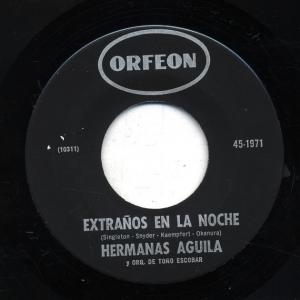 ORFEON
(10311)
45-1971
EXTRAÑOS EN LA NOCHE
(Singleton - Snyder - Kaempfert - Okamura)
HERMANAS AGUILA
y ORQ. DE TOÑO ESCOBAR